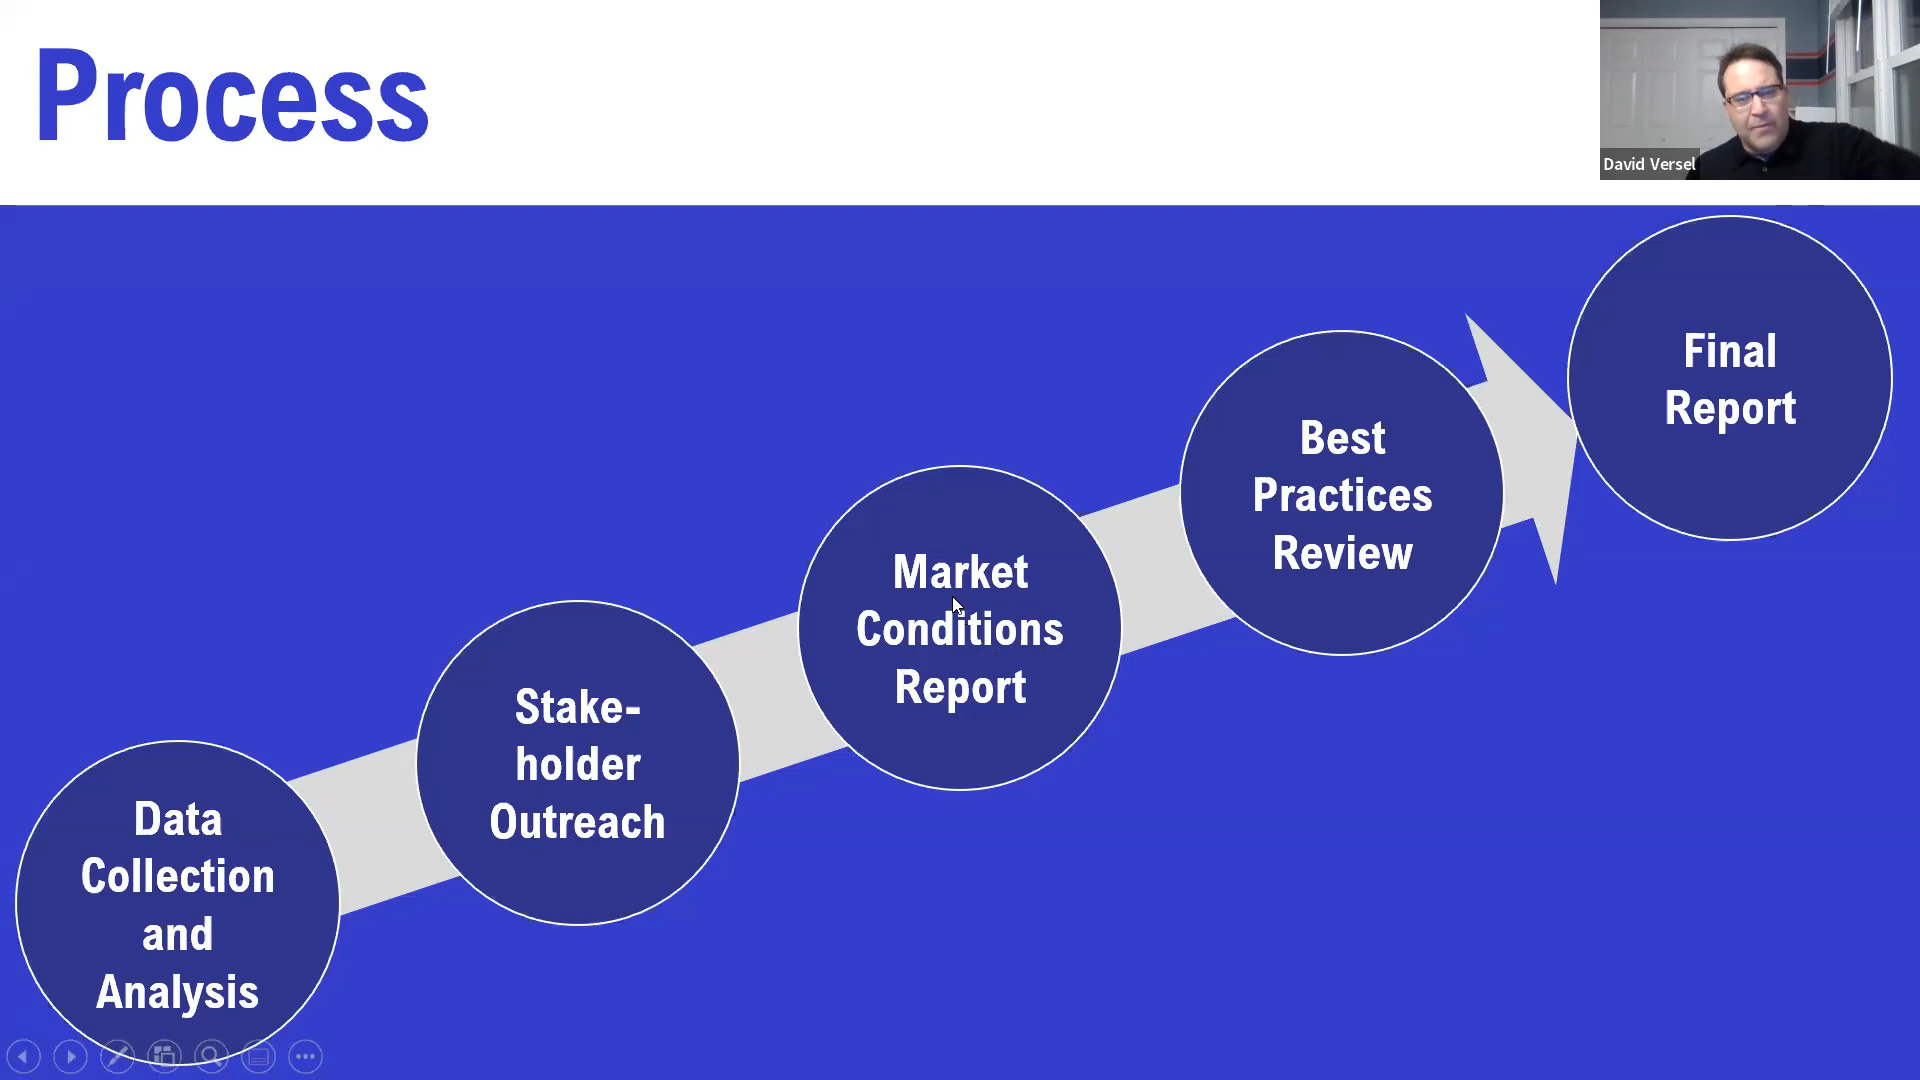 Process
David Versel
Final
Report
Best
Practices
Review
Market
Conditions
Report
Stake-
holder
Outreach
Data
Collection
and
Analysis